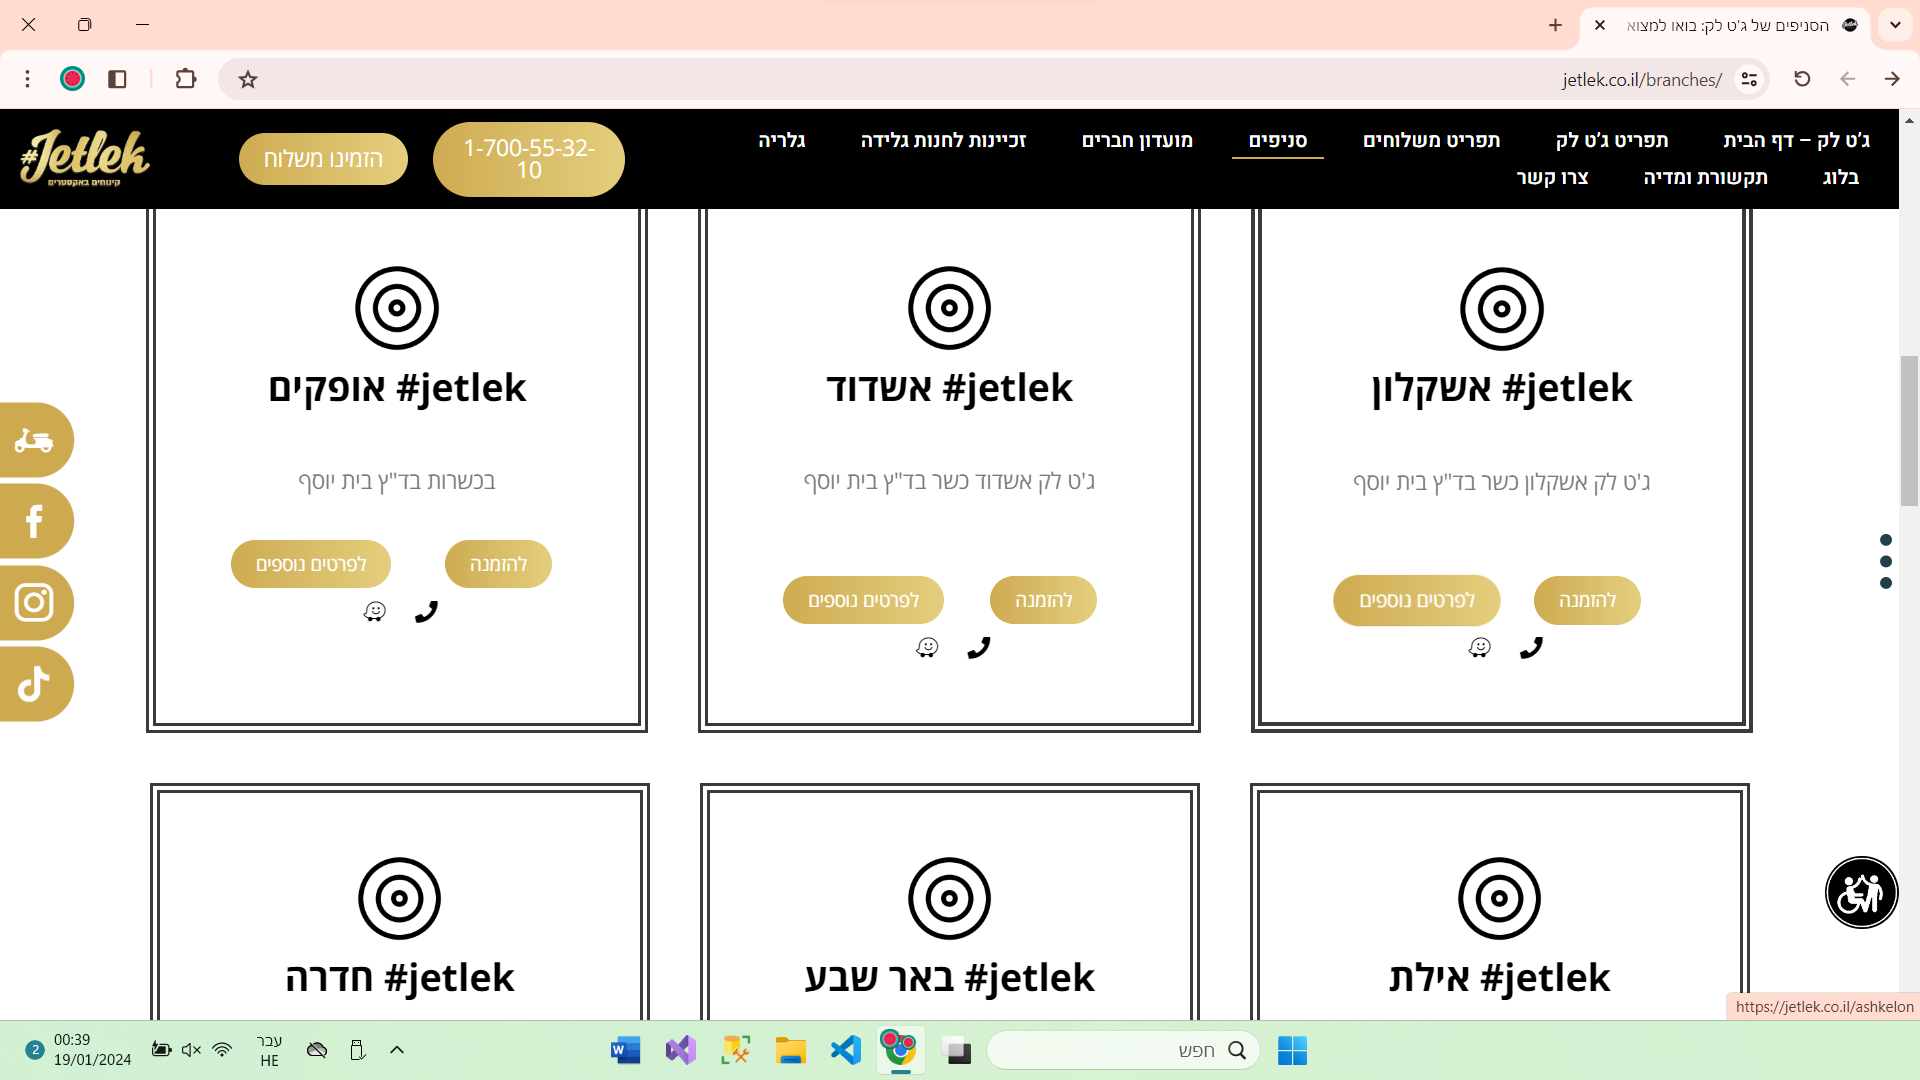 הסניפים של ג'ט לק: בואו למצוא
jetlek.co.il/branches/
ג'ט לק – דף הבית
תפריט ג'ט לק
תפריט משלוחים
סניפים
מועדון חברים
זכיינות לחנות גלידה
גלריה
בלוג
תקשורת ומדיה
צרו קשר
1-700-55-32-
10
הזמינו משלוח
#Jetlek
קינוחים באקסטרים
#jetlek אשקלון
ג'ט לק אשקלון כשר בד"ץ בית יוסף
להזמנה
לפרטים נוספים
#jetlek אשדוד
ג'ט לק אשדוד כשר בד"ץ בית יוסף
להזמנה
לפרטים נוספים
#jetlek אופקים
בכשרות בד"ץ בית יוסף
להזמנה
לפרטים נוספים
#jetlek אילת
#jetlek באר שבע
#jetlek חדרה
https://jetlek.co.il/ashkelon
חפש
עבר
HE
00:39
19/01/2024
2